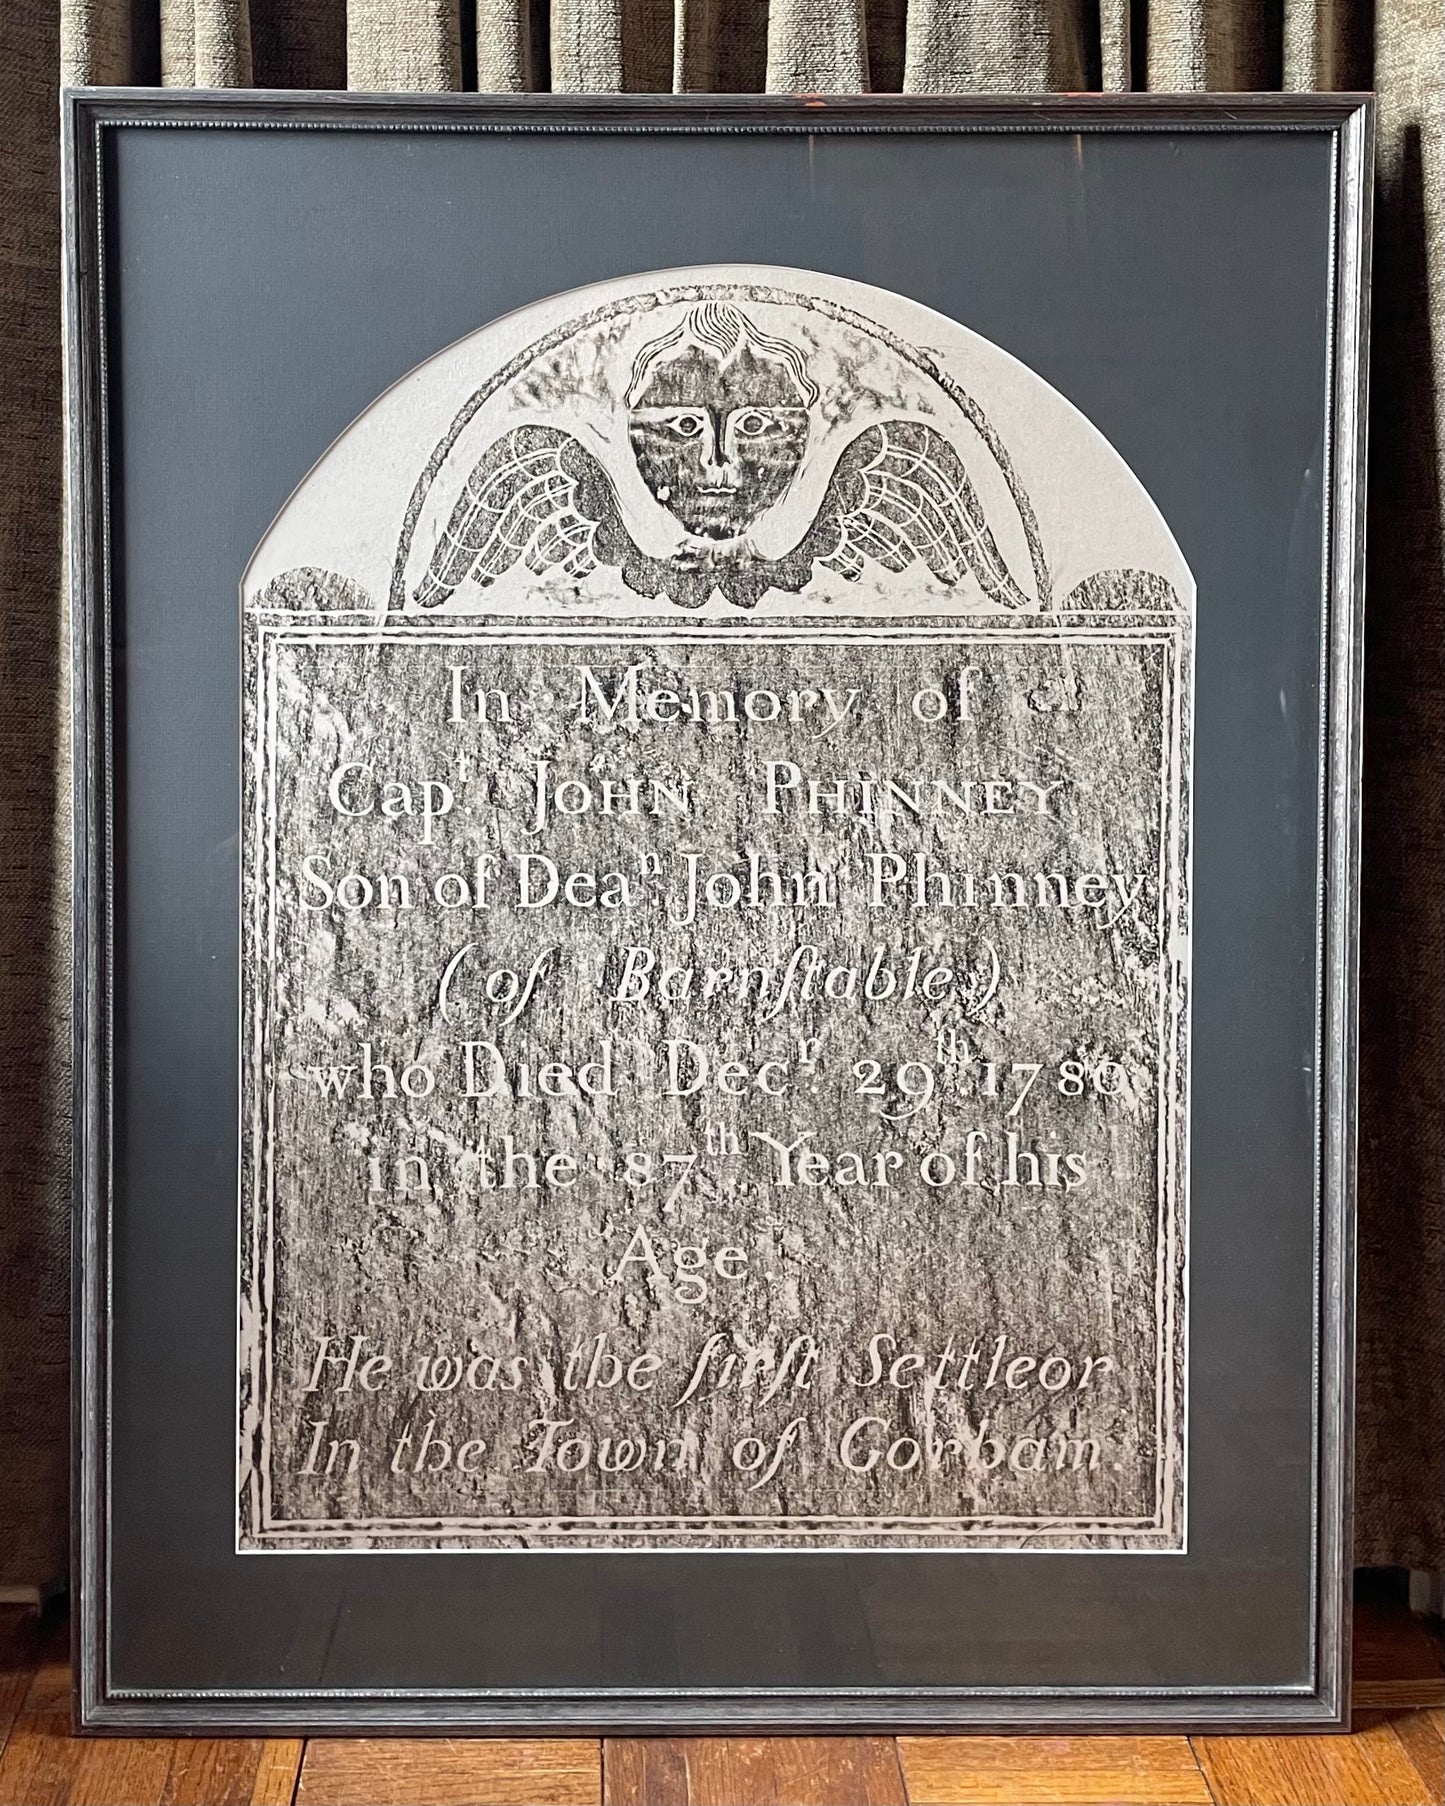 In Memory of
Capᵗ. JOHN PHINNEY
Son of Deaⁿ. John Phinney
(of Barnſtable)
who Died Decʳ. 29ᵗʰ 1780
in the 87ᵗʰ Year of his
Age.
He was the firſt Settleor
In the Town of Gorham.